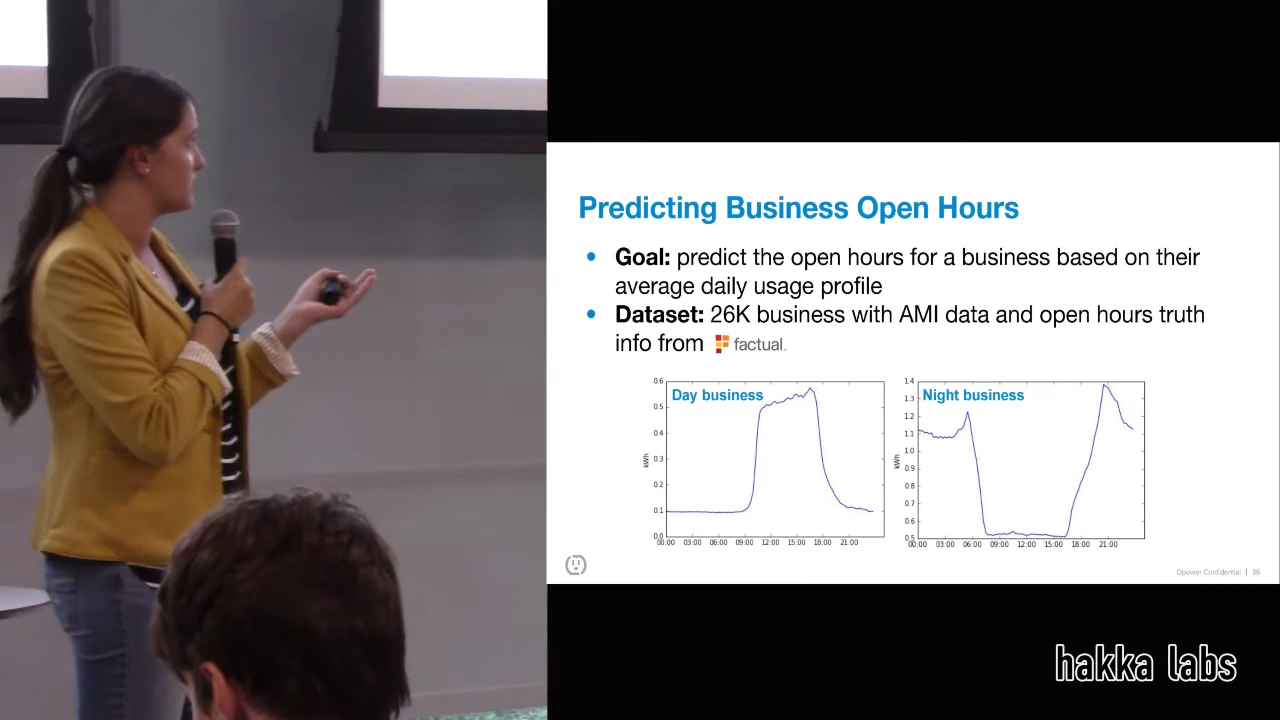 Predicting Business Open Hours
• Goal: predict the open hours for a business based on their
average daily usage profile
• Dataset: 26K business with AMI data and open hours truth
info from factual.
Day business
kWh
0.6
0.5
0.4
0.3
0.2
0.1
0.0
00:00 03:00 06:00 09:00 12:00 15:00 18:00 21:00
Night business
kWh
1.4
1.3
1.2
1.1
1.0
0.9
0.8
0.7
0.6
0.5
00:00 03:00 06:00 09:00 12:00 15:00 18:00 21:00
Opower Confidential | 36
hakka labs